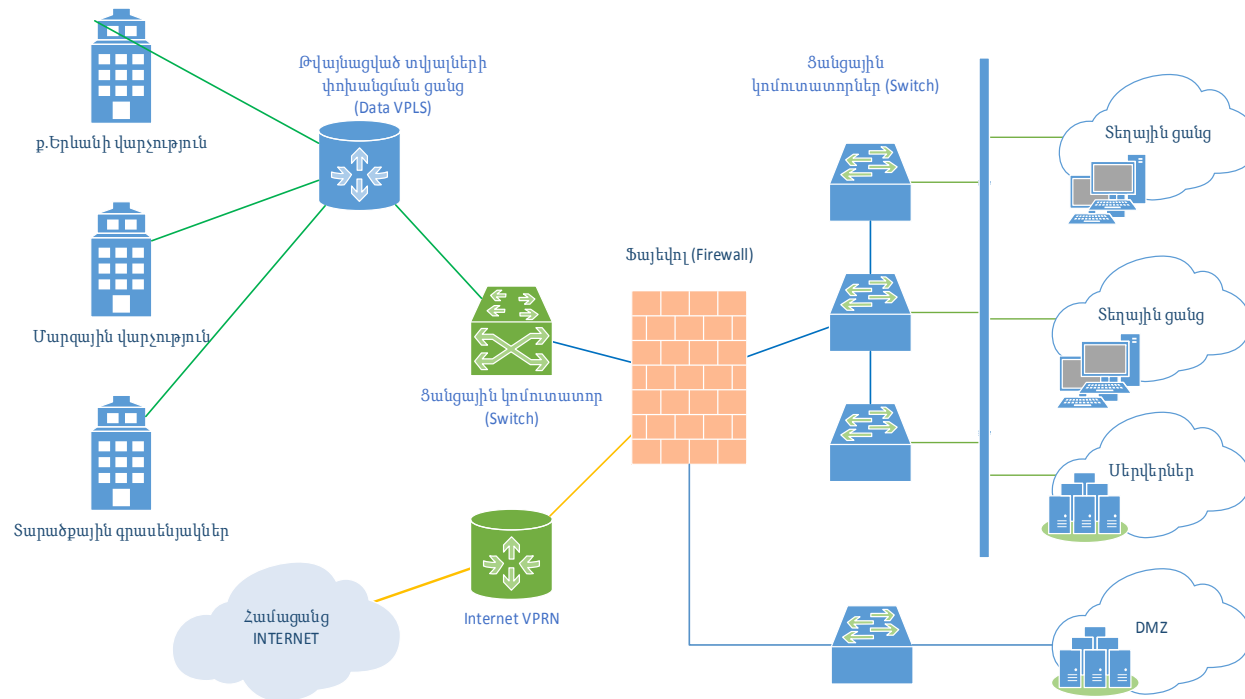 Թվայնացված տվյալների
փոխանցման ցանց
(Data VPLS)
Ցանցային
կոմուտատորներ (Switch)
ք.Երևանի վարչություն
Տեղային ցանց
Ֆայեվոլ (Firewall)
Մարզային վարչություն
Տեղային ցանց
Ցանցային կոմուտատոր
(Switch)
Սերվերներ
Տարածքային գրասենյակներ
Համացանց
INTERNET
Internet VPRN
DMZ